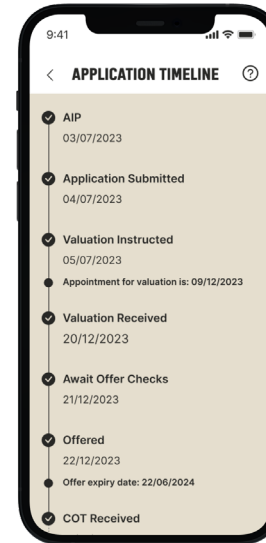 9:41
APPLICATION TIMELINE ?
AIP
03/07/2023
Application Submitted
04/07/2023
Valuation Instructed
05/07/2023
Appointment for valuation is: 09/12/2023
Valuation Received
20/12/2023
Await Offer Checks
21/12/2023
Offered
22/12/2023
Offer expiry date: 22/06/2024
COT Received